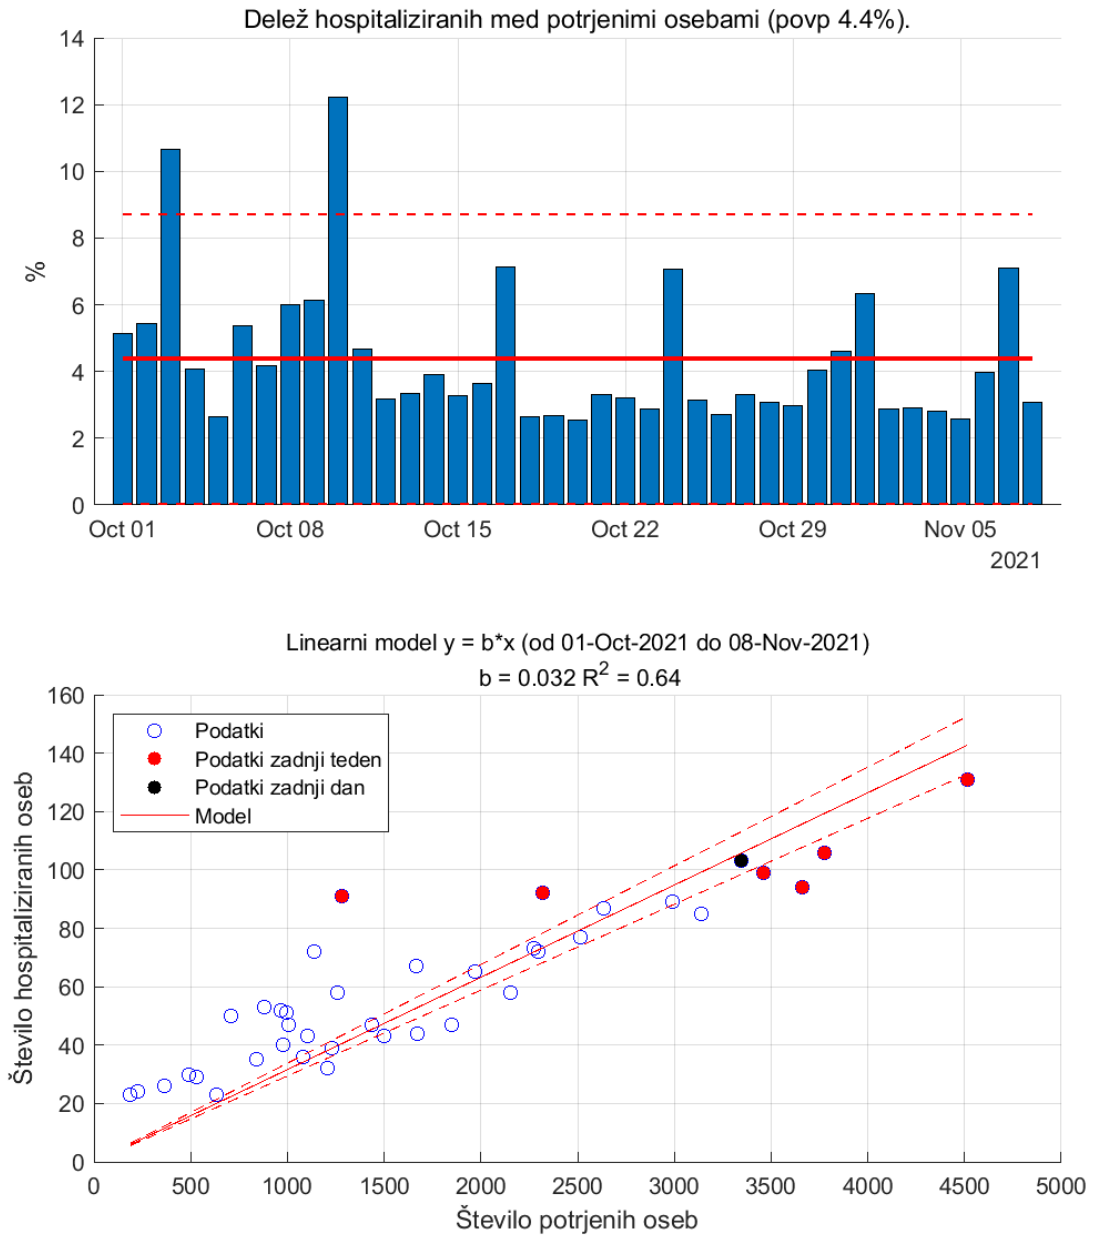 Delež hospitaliziranih med potrjenimi osebami (povp 4.4%).
14
12
10
8
6
4
2
0
%
Oct 01 Oct 08 Oct 15 Oct 22 Oct 29 Nov 05
2021
Linearni model y = b*x (od 01-Oct-2021 do 08-Nov-2021)
b = 0.032 R² = 0.64
160
140
120
100
80
60
40
20
0
Število hospitaliziranih oseb
Podatki
Podatki zadnji teden
Podatki zadnji dan
Model
0 500 1000 1500 2000 2500 3000 3500 4000 4500 5000
Število potrjenih oseb